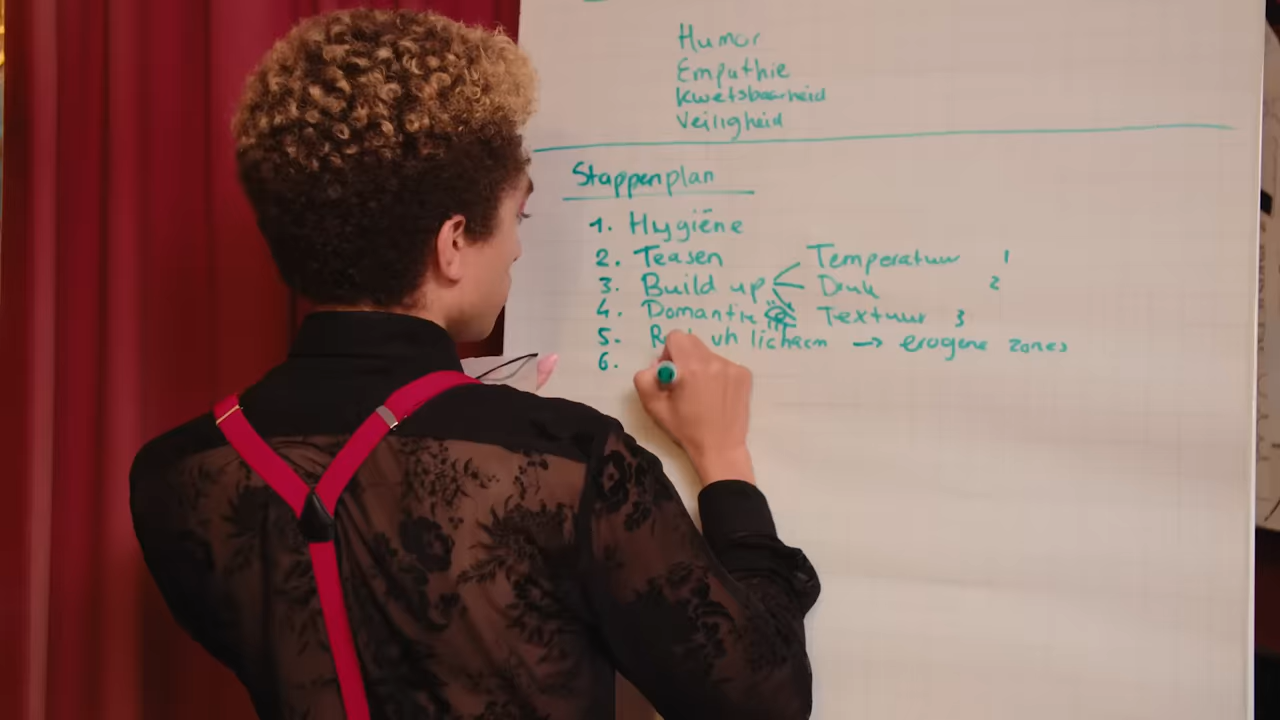 Humor
Empathie
Kwetsbaarheid
Veiligheid
Stappenplan
1. Hygiëne
2. Teasen
3. Build up
Temperatuur 1
Druk 2
Textuur 3
4. Domantie
5. vh lichaam → erogene zones
6.